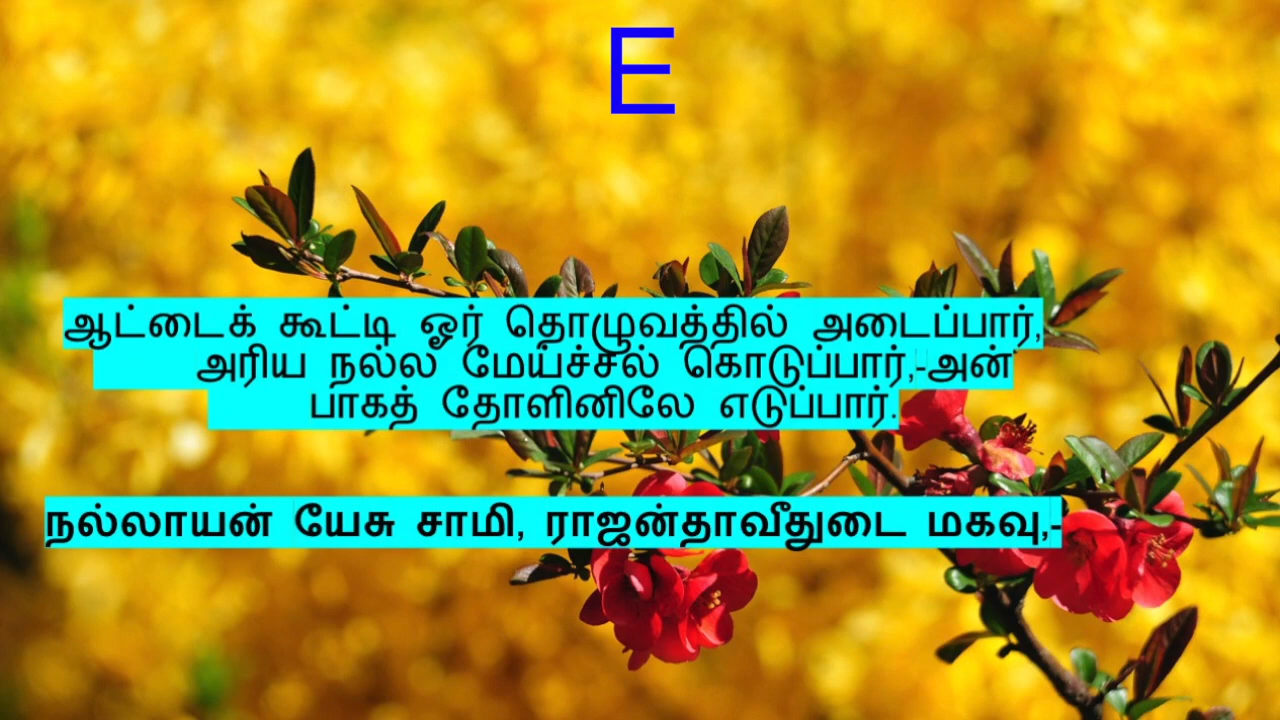 E
ஆட்டைக் கூட்டி ஓர் தொழுவத்தில் அடைப்பார்,
அரிய நல்ல மேய்ச்சல் கொடுப்பார்,-அன்
பாகத் தோளினிலே எடுப்பார்.
நல்லாயன் யேசு சாமி, ராஜன்தாவீதுடை மகவு,-